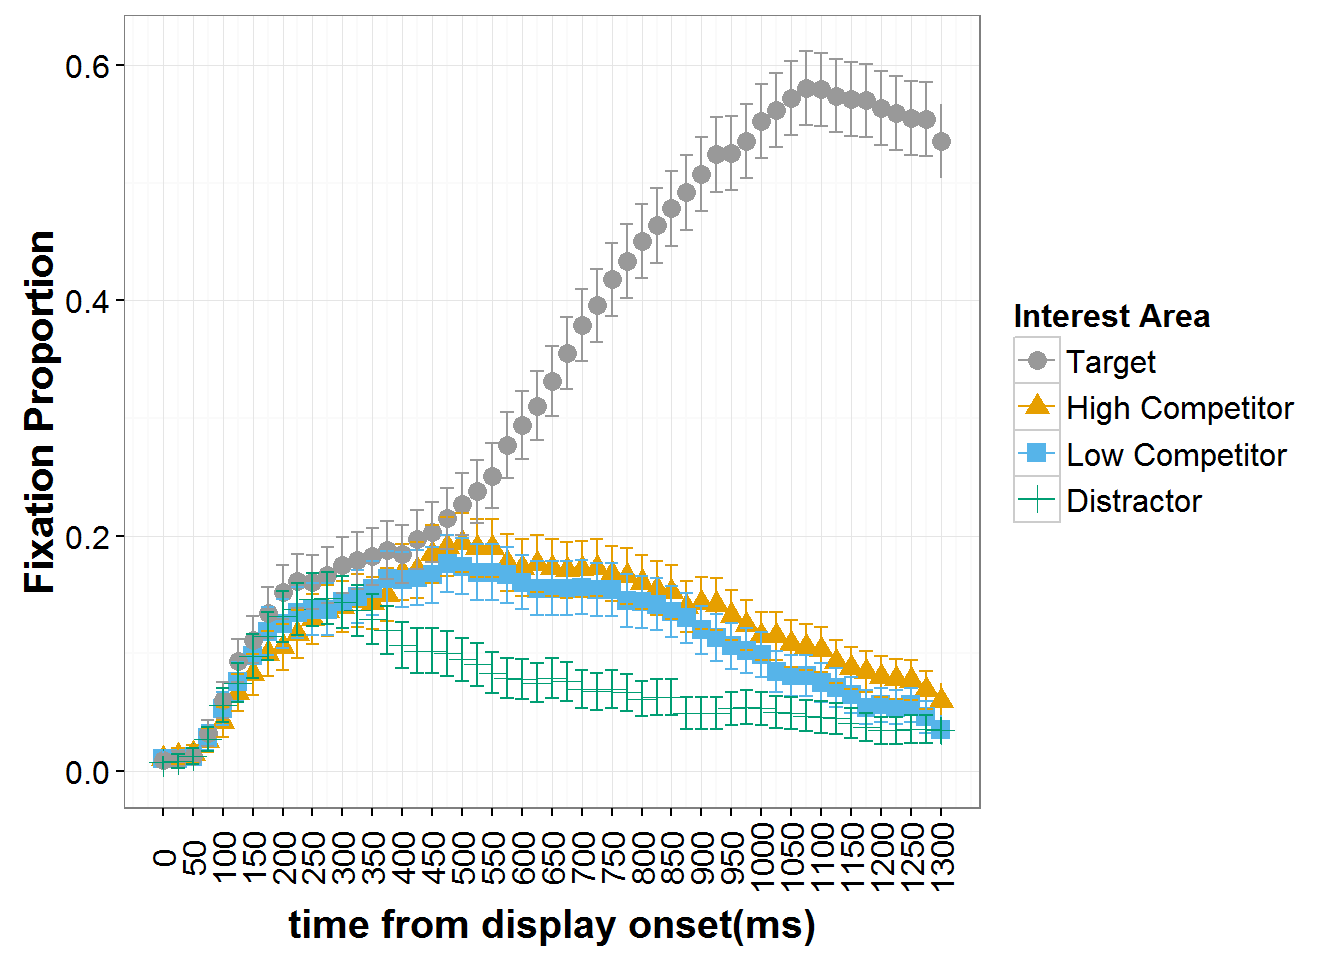 0.6
0.4
0.2
0.0
Fixation Proportion
0 50 100 150 200 250 300 350 400 450 500 550 600 650 700 750 800 850 900 950 1000 1050 1100 1150 1200 1250 1300
time from display onset(ms)
Interest Area
Target
High Competitor
Low Competitor
Distractor